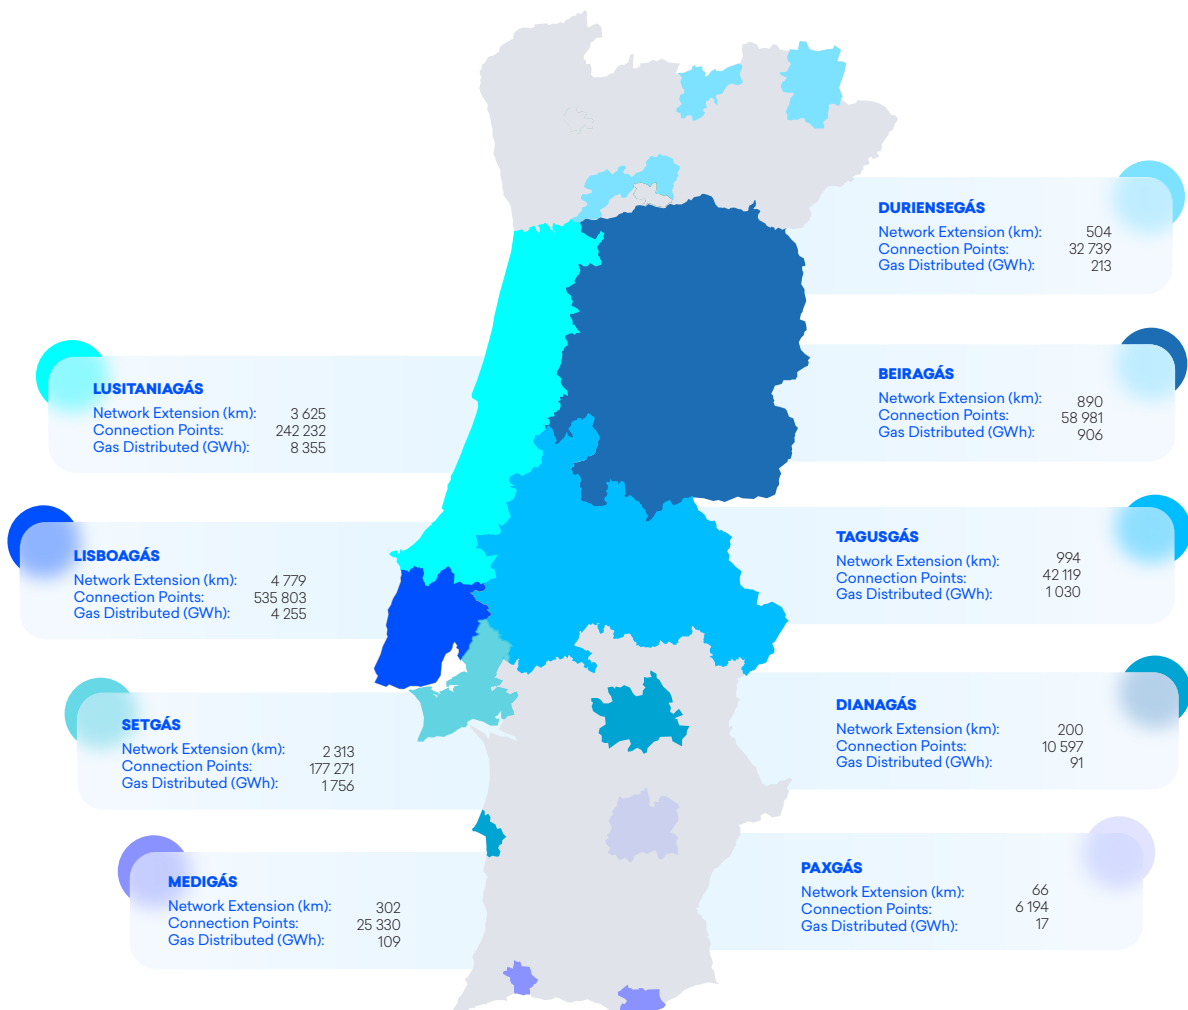 DURIENSEGÁS
Network Extension (km): 504
Connection Points: 32 739
Gas Distributed (GWh): 213
LUSITANIAGÁS
Network Extension (km): 3 625
Connection Points: 242 232
Gas Distributed (GWh): 8 355
BEIRAGÁS
Network Extension (km): 890
Connection Points: 58 981
Gas Distributed (GWh): 906
LISBOAGÁS
Network Extension (km): 4 779
Connection Points: 535 803
Gas Distributed (GWh): 4 255
TAGUSGÁS
Network Extension (km): 994
Connection Points: 42 119
Gas Distributed (GWh): 1 030
SETGÁS
Network Extension (km): 2 313
Connection Points: 177 271
Gas Distributed (GWh): 1 756
DIANAGÁS
Network Extension (km): 200
Connection Points: 10 597
Gas Distributed (GWh): 91
MEDIGÁS
Network Extension (km): 302
Connection Points: 25 330
Gas Distributed (GWh): 109
PAXGÁS
Network Extension (km): 66
Connection Points: 6 194
Gas Distributed (GWh): 17